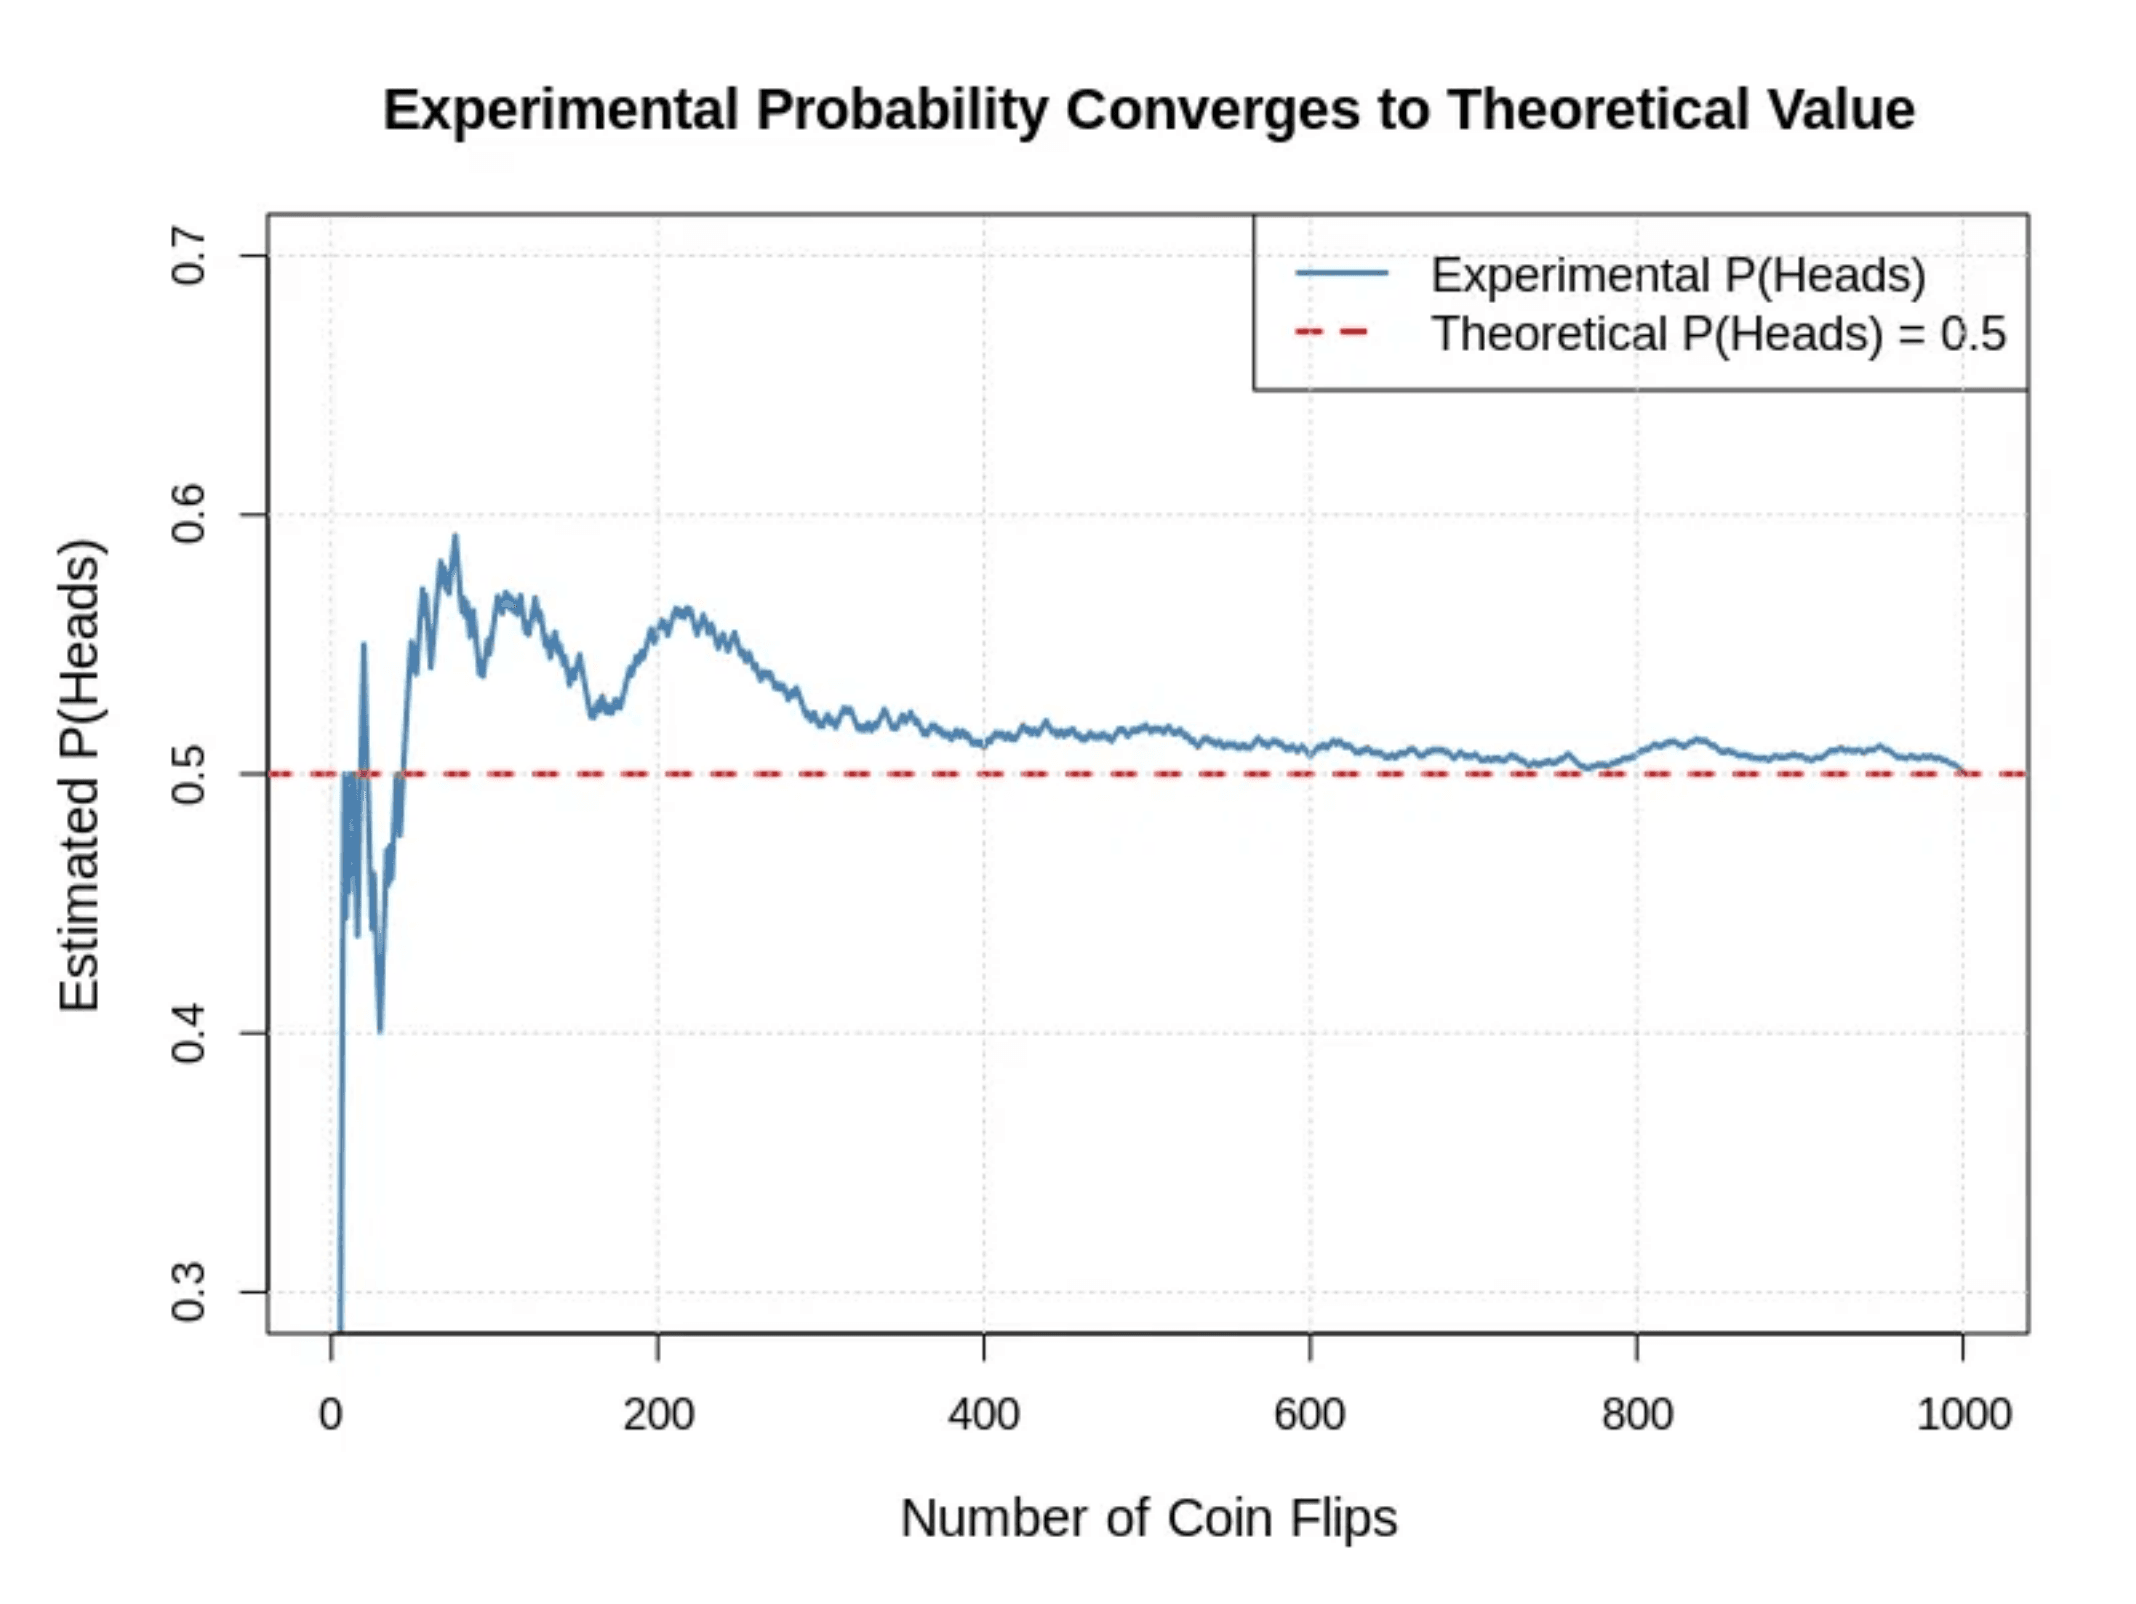 Experimental Probability Converges to Theoretical Value
Experimental P(Heads)
Theoretical P(Heads) = 0.5
Estimated P(Heads)
0.7
0.6
0.5
0.4
0.3
0
200
400
600
800
1000
Number of Coin Flips